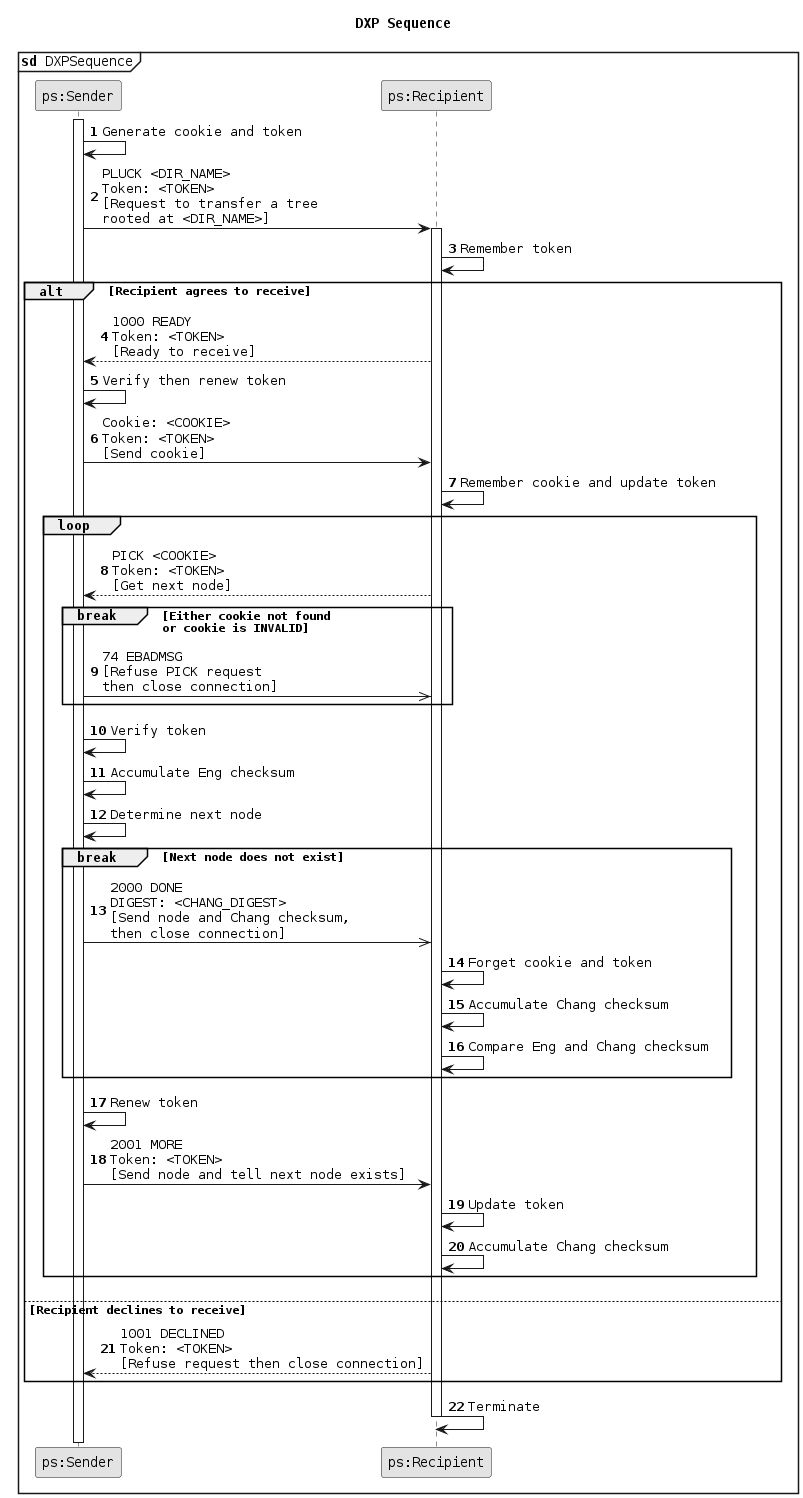 DXP Sequence
sd DXPSequence
ps:Sender
ps:Recipient
1 Generate cookie and token
PLUCK <DIR_NAME>
2 Token: <TOKEN>
[Request to transfer a tree
rooted at <DIR_NAME>]
3 Remember token
alt [Recipient agrees to receive]
1000 READY
4 Token: <TOKEN>
[Ready to receive]
5 Verify then renew token
Cookie: <COOKIE>
6 Token: <TOKEN>
[Send cookie]
7 Remember cookie and update token
loop
PICK <COOKIE>
8 Token: <TOKEN>
[Get next node]
break [Either cookie not found
or cookie is INVALID]
74 EBADMSG
9 [Refuse PICK request
then close connection]
10 Verify token
11 Accumulate Eng checksum
12 Determine next node
break [Next node does not exist]
2000 DONE
DIGEST: <CHANG_DIGEST>
13 [Send node and Chang checksum,
then close connection]
14 Forget cookie and token
15 Accumulate Chang checksum
16 Compare Eng and Chang checksum
17 Renew token
2001 MORE
18 Token: <TOKEN>
[Send node and tell next node exists]
19 Update token
20 Accumulate Chang checksum
[Recipient declines to receive]
1001 DECLINED
21 Token: <TOKEN>
[Refuse request then close connection]
22 Terminate
ps:Sender
ps:Recipient